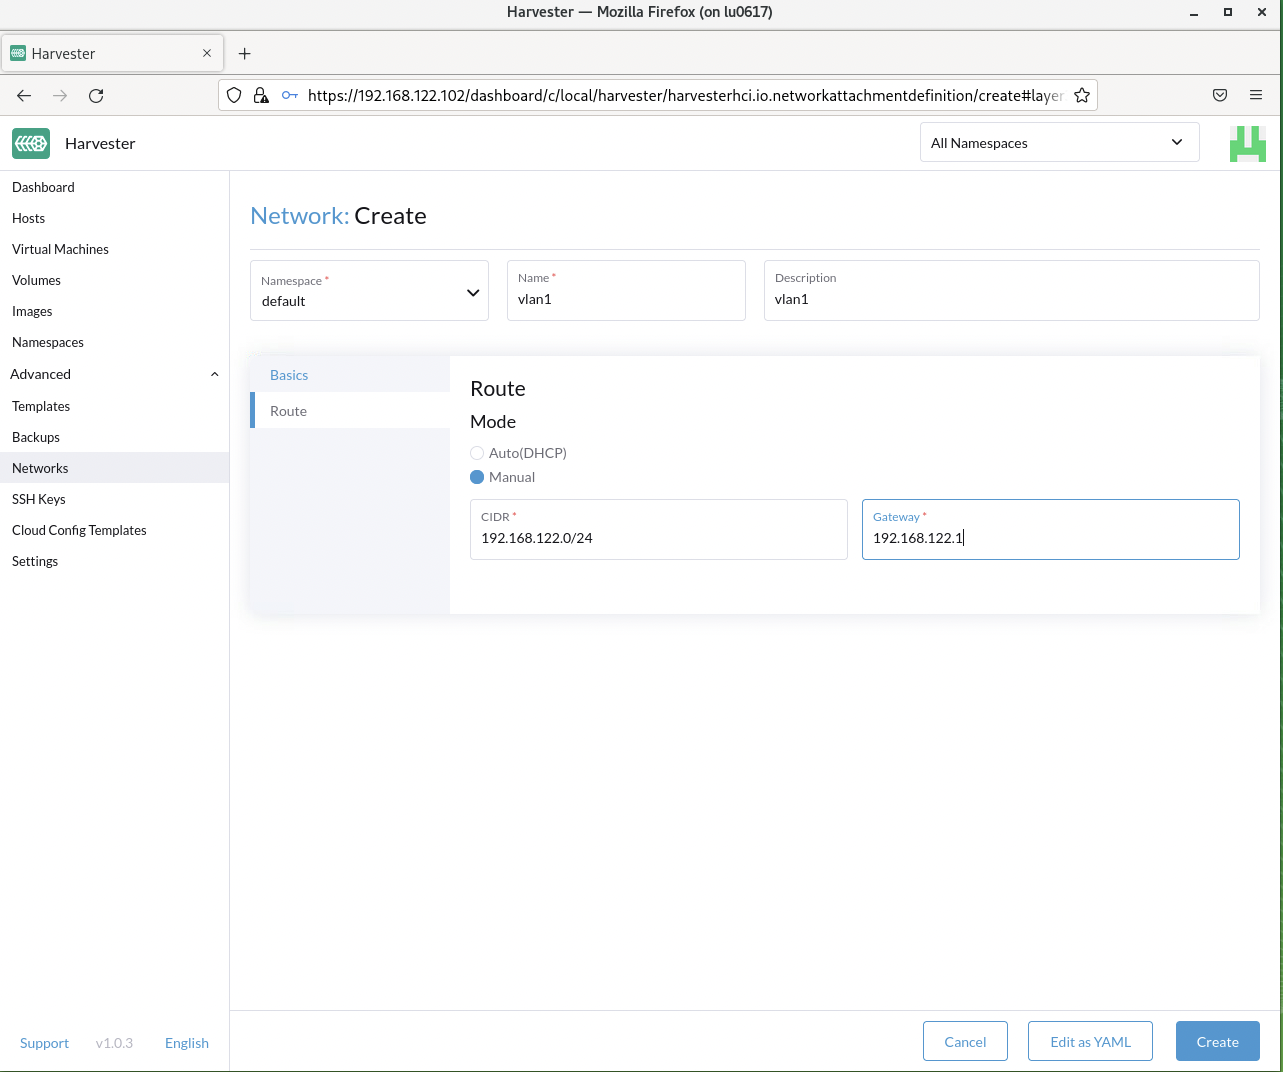 Harvester — Mozilla Firefox (on lu0617)
Harvester
https://192.168.122.102/dashboard/c/local/harvester/harvesterhci.io.networkattachmentdefinition/create#layer
Harvester
All Namespaces
Dashboard
Hosts
Virtual Machines
Volumes
Images
Namespaces
Advanced
Templates
Backups
Networks
SSH Keys
Cloud Config Templates
Settings
Network: Create
Namespace *
default
Name *
vlan1
Description
vlan1
Basics
Route
Route
Mode
Auto(DHCP)
Manual
CIDR *
192.168.122.0/24
Gateway *
192.168.122.1
Support v1.0.3 English
Cancel Edit as YAML Create